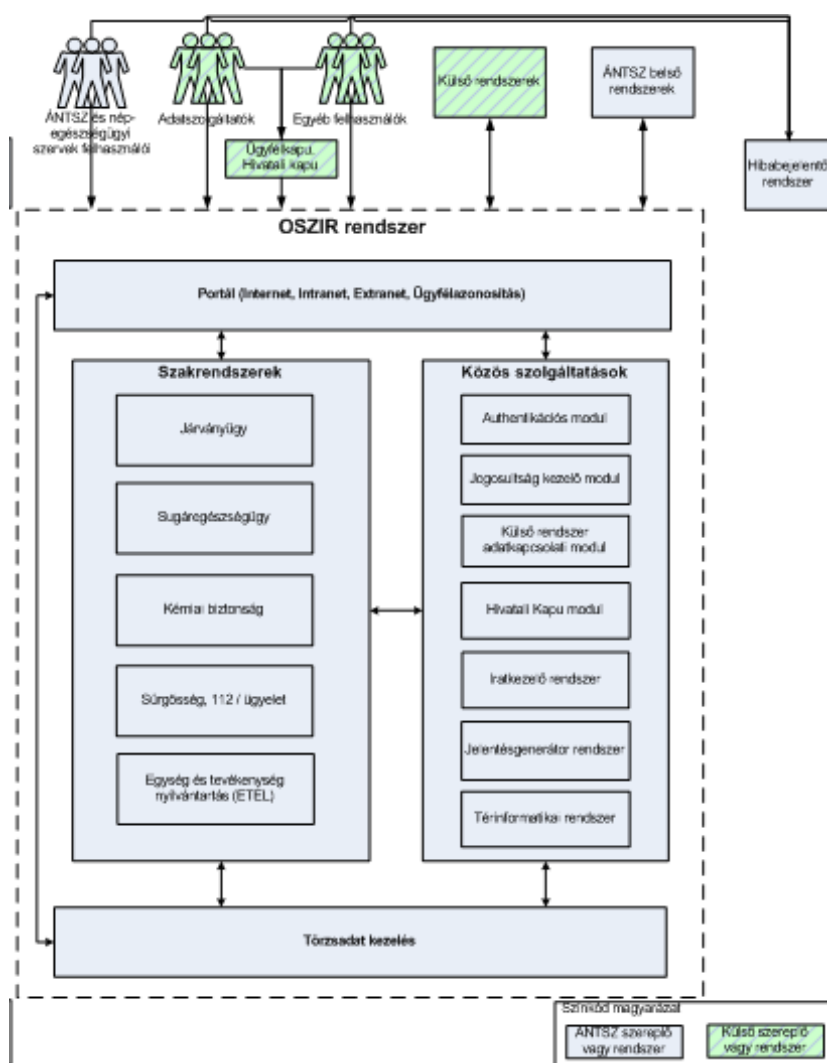 ÁNTSZ és nép-
egészségügyi
szervek felhasználói
Adatszolgáltatók
Egyéb felhasználók
Ügyfélkapu
Hivatali kapu
Külső rendszerek
ÁNTSZ belső
rendszerek
Hibabejelentő
rendszer
OSZIR rendszer
Portál (Internet, Intranet, Extranet, Ügyfélazonosítás)
Szakrendszerek
Járványügy
Sugáregészségügy
Kémiai biztonság
Sürgősség, 112 / ügyelet
Egység és tevékenység
nyilvántartás (ETEL)
Közös szolgáltatások
Authentikációs modul
Jogosultság kezelő modul
Külső rendszer
adatkapcsolati modul
Hivatali Kapu modul
Iratkezelő rendszer
Jelentésgenerátor rendszer
Térinformatikai rendszer
Törzsadat kezelés
Színkód magyarázat
ÁNTSZ szereplő
vagy rendszer
Külső szereplő
vagy rendszer